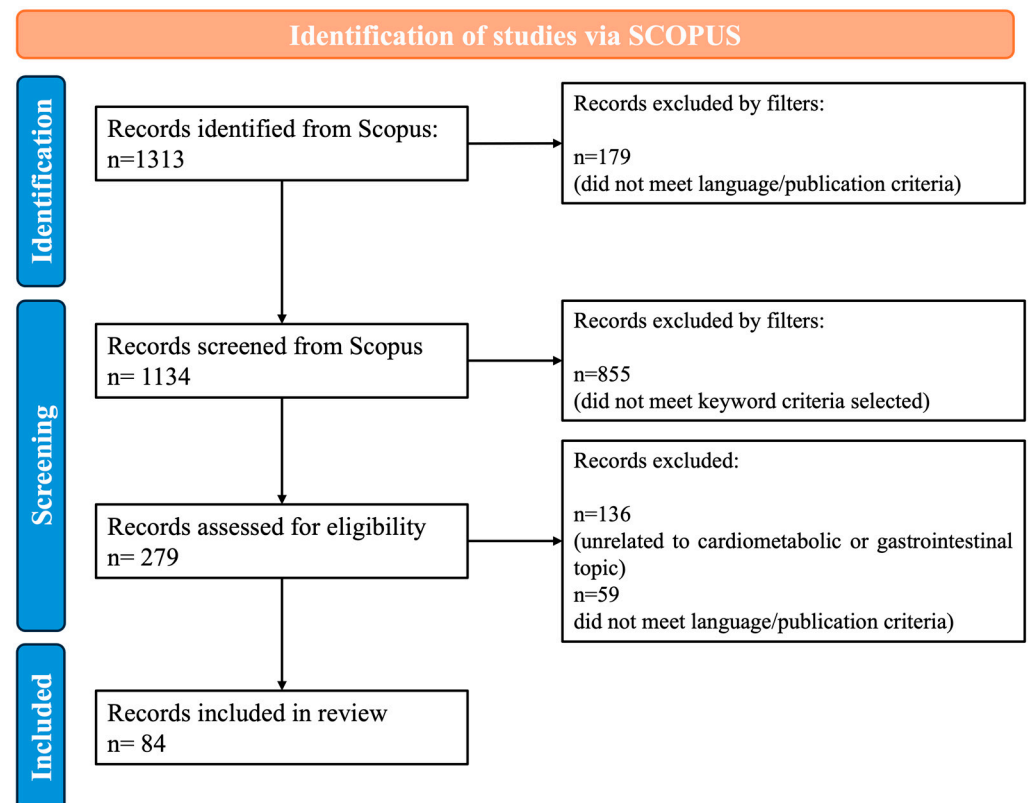 Identification of studies via SCOPUS
Identification
Records identified from Scopus:
n=1313
Records excluded by filters:
n=179
(did not meet language/publication criteria)
Screening
Records screened from Scopus
n= 1134
Records excluded by filters:
n=855
(did not meet keyword criteria selected)
Records assessed for eligibility
n= 279
Records excluded:
n=136
(unrelated to cardiometabolic or gastrointestinal
topic)
n=59
did not meet language/publication criteria)
Included
Records included in review
n= 84